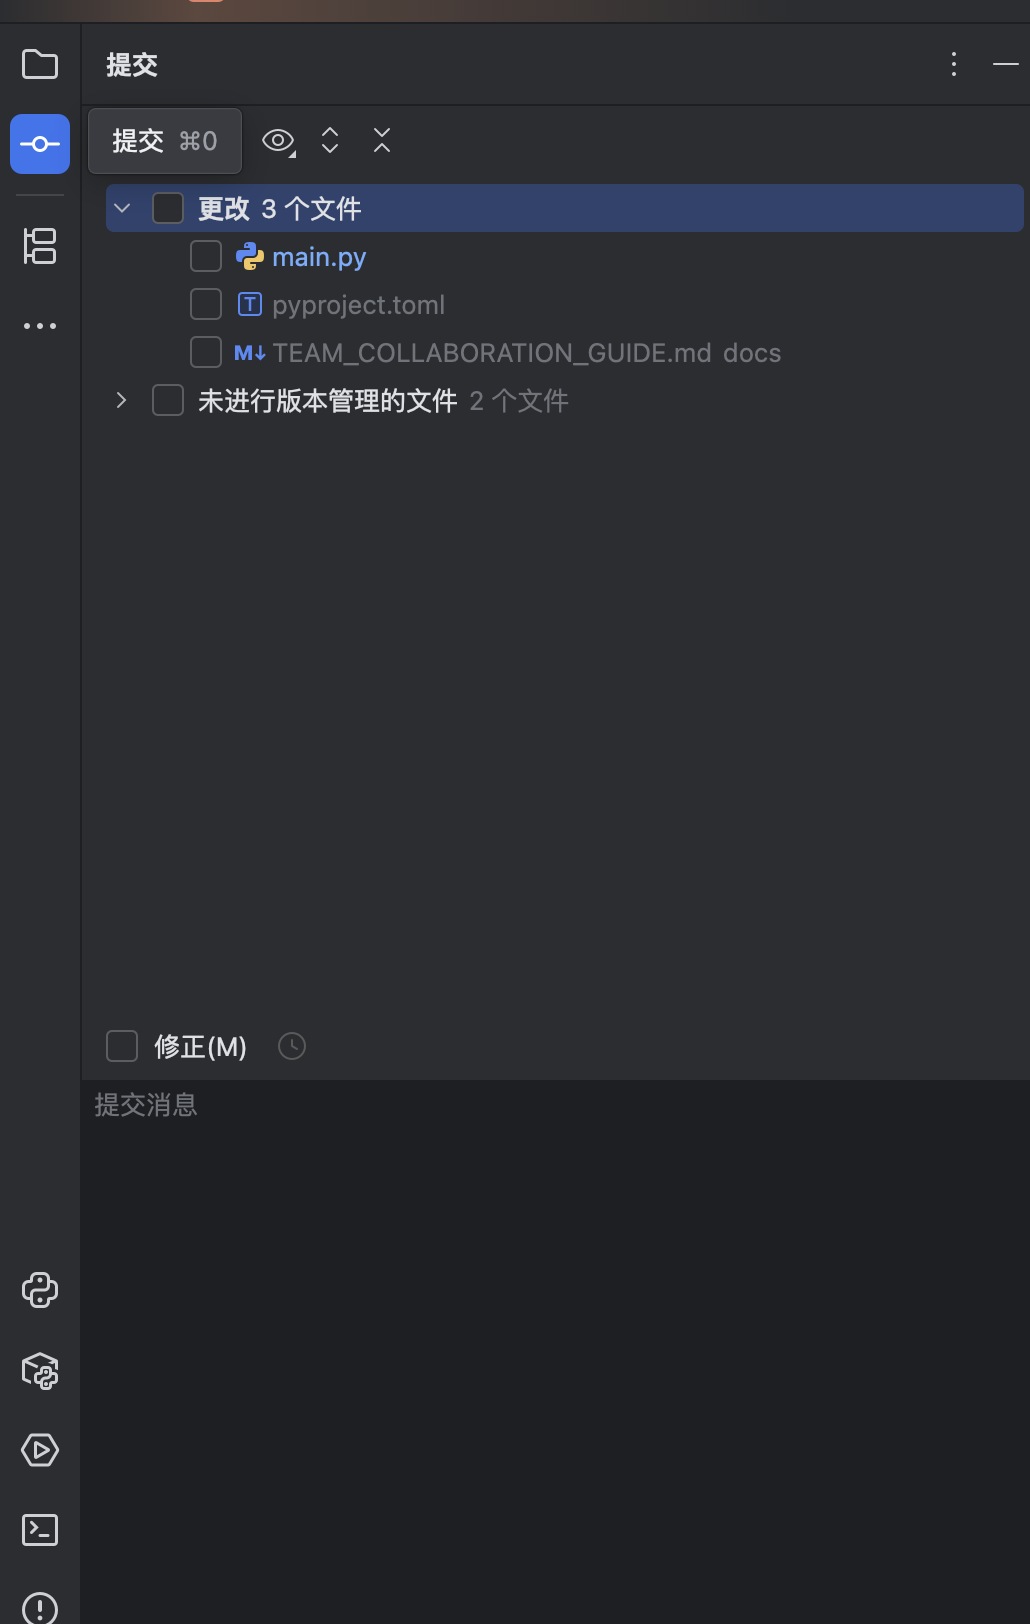 提交
提交 ⌘0
更改 3 个文件
main.py
pyproject.toml
TEAM_COLLABORATION_GUIDE.md docs
未进行版本管理的文件 2 个文件
修正(M)
提交消息